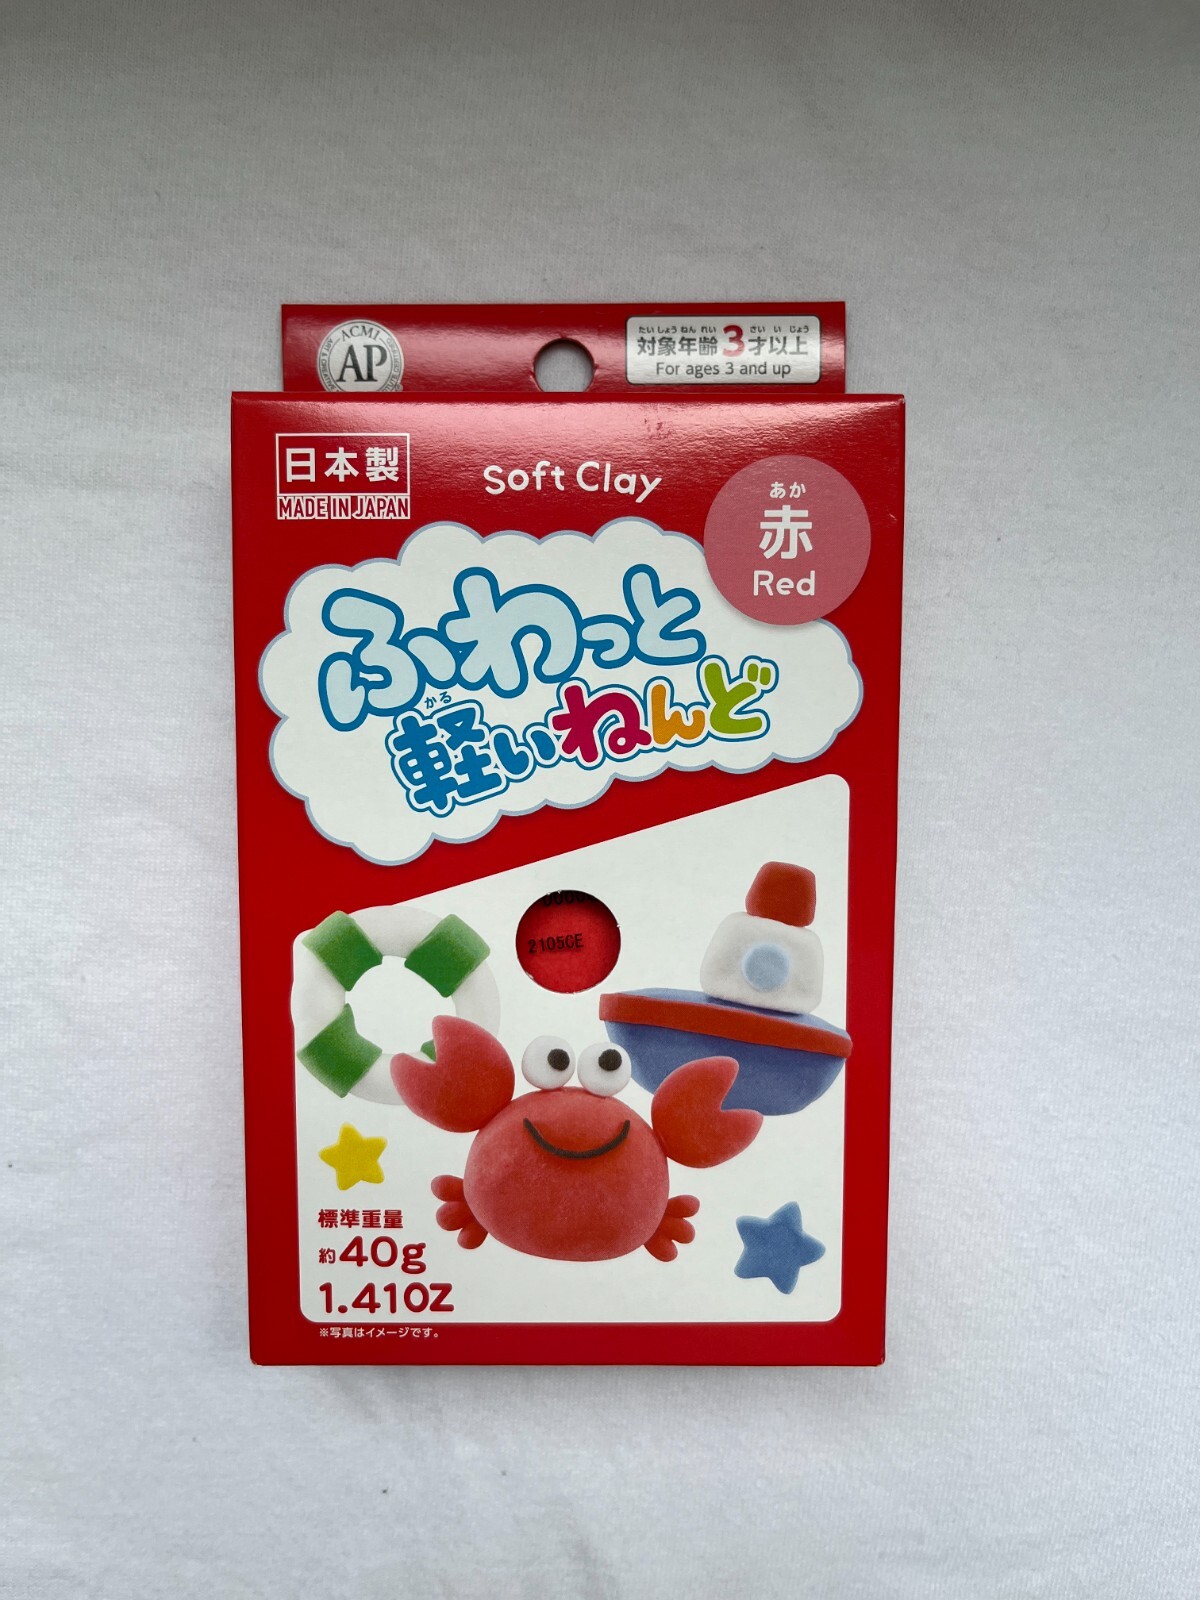 ACMI
AP
たいしょうねんれい さい いじょう
対象年齢3才以上
For ages 3 and up
日本製
MADE IN JAPAN
Soft Clay
あか
赤
Red
ふわっと
かる
軽いねんど
2105CE
標準重量
約40g
1.41OZ
※写真はイメージです。